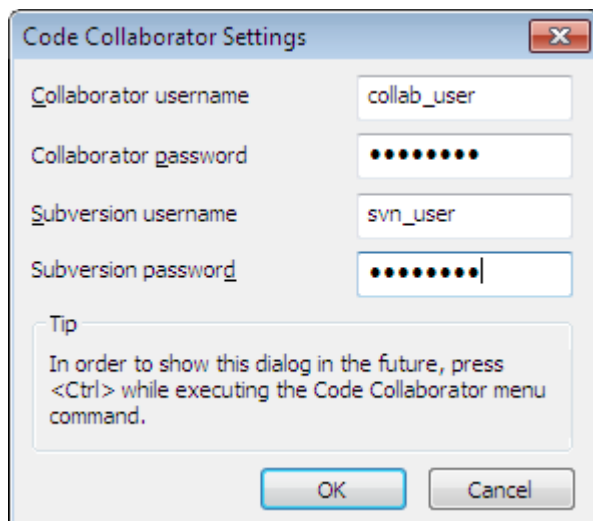 Code Collaborator Settings
Collaborator username collab_user
Collaborator password ●●●●●●●●
Subversion username svn_user
Subversion password ●●●●●●●●
Tip
In order to show this dialog in the future, press
<Ctrl> while executing the Code Collaborator menu
command.
OK Cancel